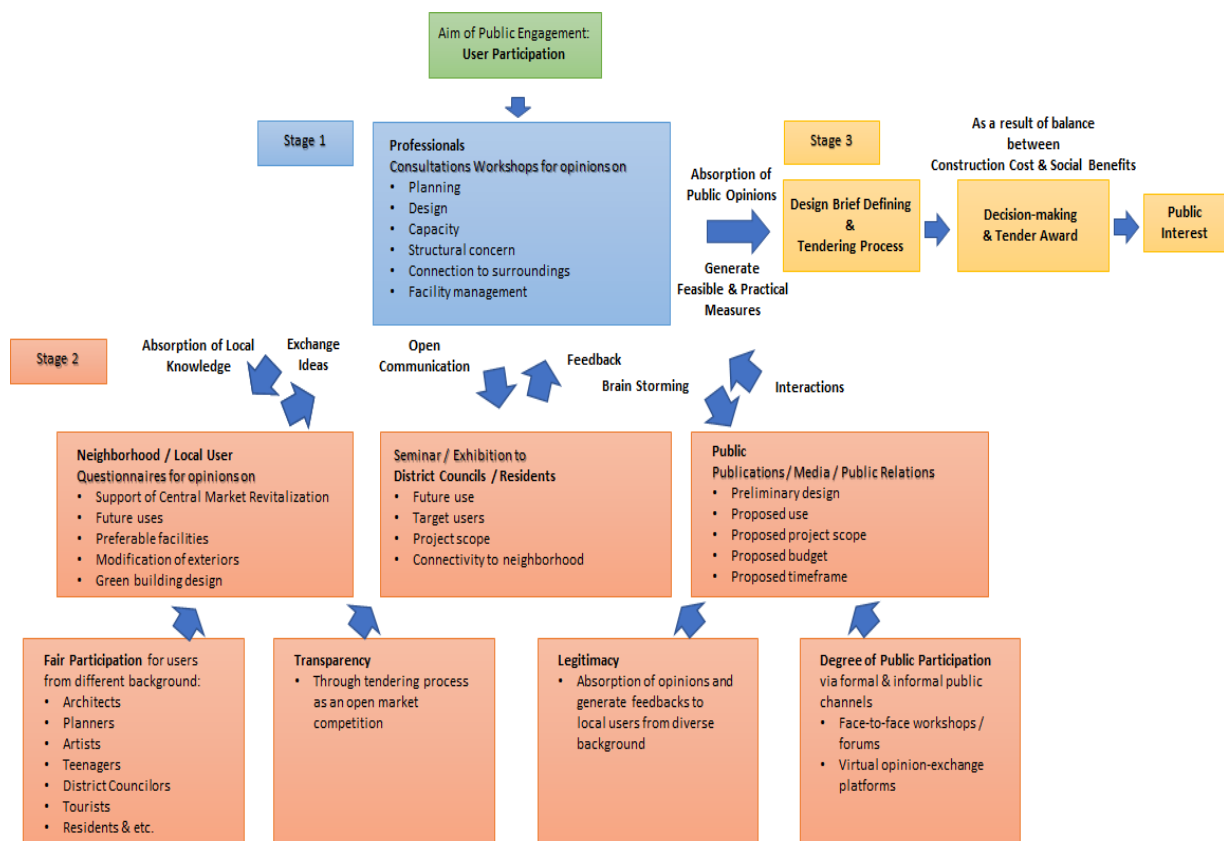 Aim of Public Engagement:
User Participation
Stage 1
Professionals
Consultations Workshops for opinions on
• Planning
• Design
• Capacity
• Structural concern
• Connection to surroundings
• Facility management
Absorption of
Public Opinions
Generate
Feasible & Practical
Measures
Stage 3
Design Brief Defining
&
Tendering Process
As a result of balance
between
Construction Cost & Social Benefits
Decision-making
& Tender Award
Public
Interest
Stage 2
Absorption of Local
Knowledge
Exchange
Ideas
Open
Communication
Feedback
Brain Storming
Interactions
Neighborhood / Local User
Questionnaires for opinions on
• Support of Central Market Revitalization
• Future uses
• Preferable facilities
• Modification of exteriors
• Green building design
Seminar / Exhibition to
District Councils / Residents
• Future use
• Target users
• Project scope
• Connectivity to neighborhood
Public
Publications / Media / Public Relations
• Preliminary design
• Proposed use
• Proposed project scope
• Proposed budget
• Proposed timeframe
Fair Participation for users
from different background:
• Architects
• Planners
• Artists
• Teenagers
• District Councilors
• Tourists
• Residents & etc.
Transparency
• Through tendering process
as an open market
competition
Legitimacy
• Absorption of opinions and
generate feedbacks to
local users from diverse
background
Degree of Public Participation
via formal & informal public
channels
• Face-to-face workshops /
forums
• Virtual opinion-exchange
platforms